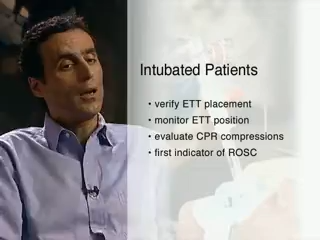 Intubated Patients
• verify ETT placement
• monitor ETT position
• evaluate CPR compressions
• first indicator of ROSC